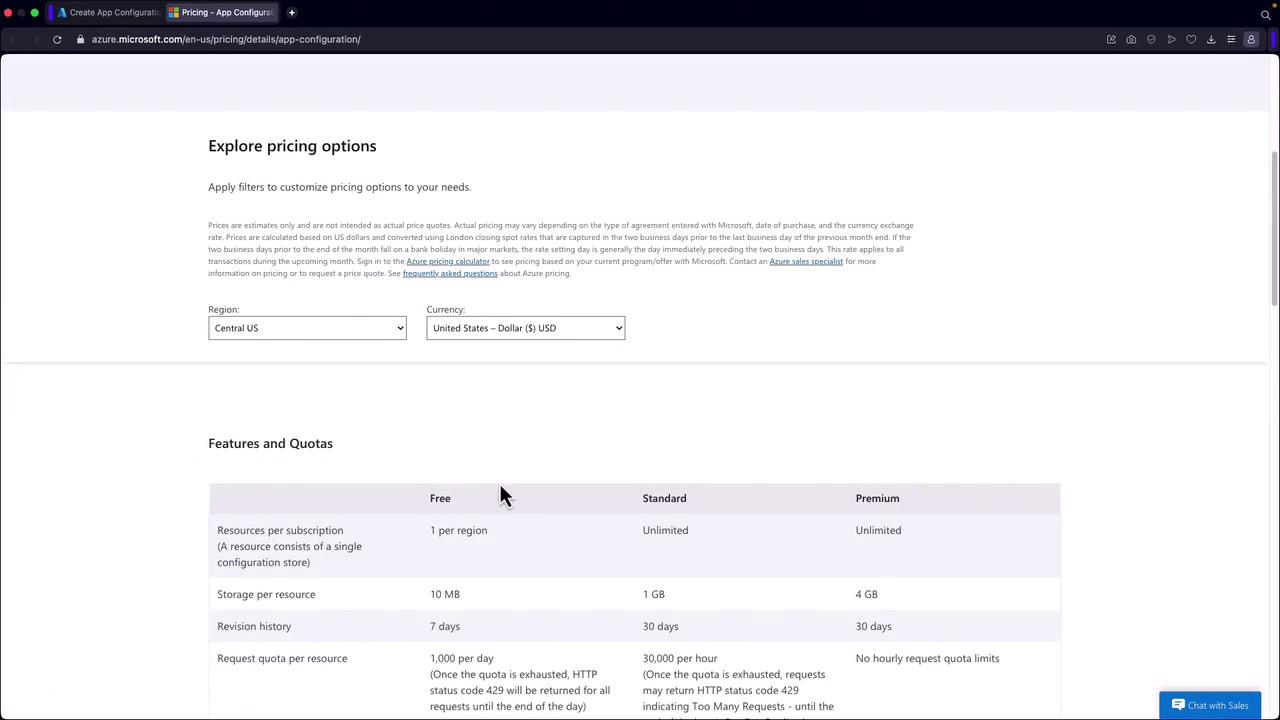 Create App Configuratio
Pricing - App Configurat
azure.microsoft.com/en-us/pricing/details/app-configuration/
Explore pricing options
Apply filters to customize pricing options to your needs.
Prices are estimates only and are not intended as actual price quotes. Actual pricing may vary depending on the type of agreement entered with Microsoft, date of purchase, and the currency exchange
rate. Prices are calculated based on US dollars and converted using London closing spot rates that are captured in the two business days prior to the last business day of the previous month end. If the
two business days prior to the end of the month fall on a bank holiday in major markets, the rate setting day is generally the day immediately preceding the two business days. This rate applies to all
transactions during the upcoming month. Sign in to the Azure pricing calculator to see pricing based on your current program/offer with Microsoft. Contact an Azure sales specialist for more
information on pricing or to request a price quote. See frequently asked questions about Azure pricing.
Region: Currency:
Central US United States – Dollar ($) USD
Features and Quotas
Free Standard Premium
Resources per subscription 1 per region Unlimited Unlimited
(A resource consists of a single
configuration store)
Storage per resource 10 MB 1 GB 4 GB
Revision history 7 days 30 days 30 days
Request quota per resource 1,000 per day 30,000 per hour No hourly request quota limits
(Once the quota is exhausted, HTTP (Once the quota is exhausted, requests
status code 429 will be returned for all may return HTTP status code 429
requests until the end of the day) indicating Too Many Requests - until the
Chat with Sales